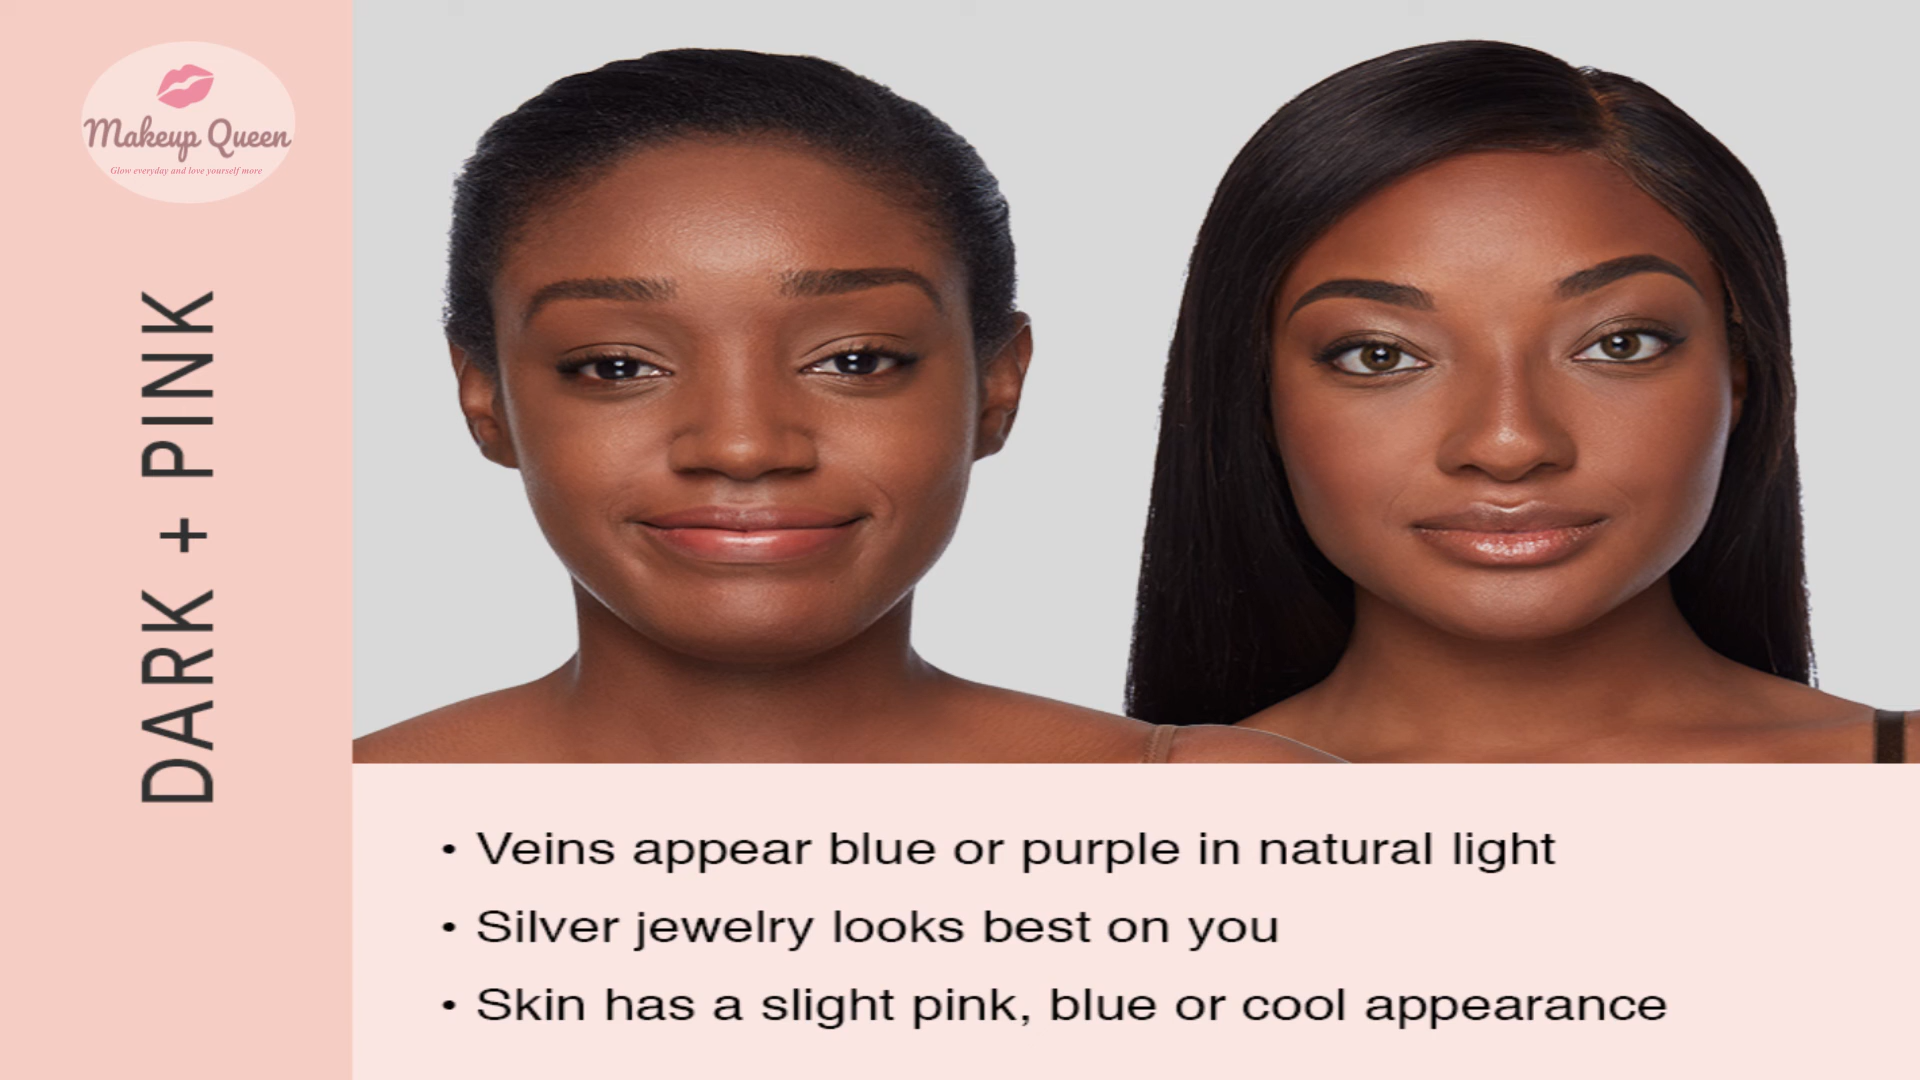 Makeup Queen
Glow everyday and love yourself more
DARK + PINK
• Veins appear blue or purple in natural light
• Silver jewelry looks best on you
• Skin has a slight pink, blue or cool appearance